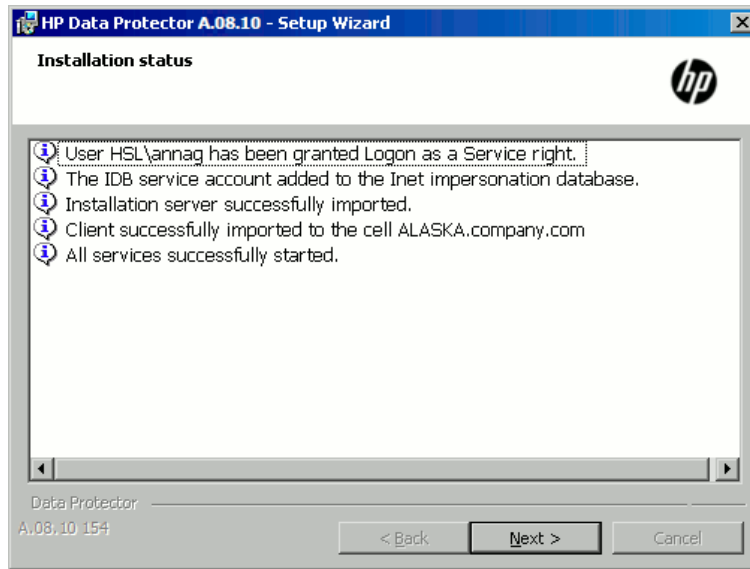 HP Data Protector A.08.10 - Setup Wizard
Installation status
hp
User HSL\annag has been granted Logon as a Service right.
The IDB service account added to the Inet impersonation database.
Installation server successfully imported.
Client successfully imported to the cell ALASKA.company.com
All services successfully started.
Data Protector
A.08.10 154
< Back
Next >
Cancel